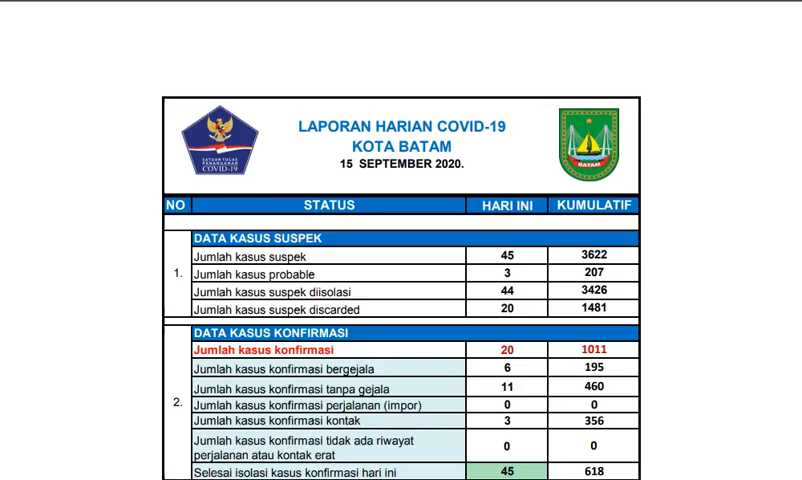 LAPORAN HARIAN COVID-19
KOTA BATAM
15 SEPTEMBER 2020.
SATUAN TUGAS
PENANGANAN
COVID-19
BATAM
NO STATUS HARI INI KUMULATIF
1.
DATA KASUS SUSPEK
Jumlah kasus suspek 45 3622
Jumlah kasus probable 3 207
Jumlah kasus suspek diisolasi 44 3426
Jumlah kasus suspek discarded 20 1481
2.
DATA KASUS KONFIRMASI
Jumlah kasus konfirmasi 20 1011
Jumlah kasus konfirmasi bergejala 6 195
Jumlah kasus konfirmasi tanpa gejala 11 460
Jumlah kasus konfirmasi perjalanan (impor) 0 0
Jumlah kasus konfirmasi kontak 3 356
Jumlah kasus konfirmasi tidak ada riwayat
perjalanan atau kontak erat 0 0
Selesai isolasi kasus konfirmasi hari ini 45 618